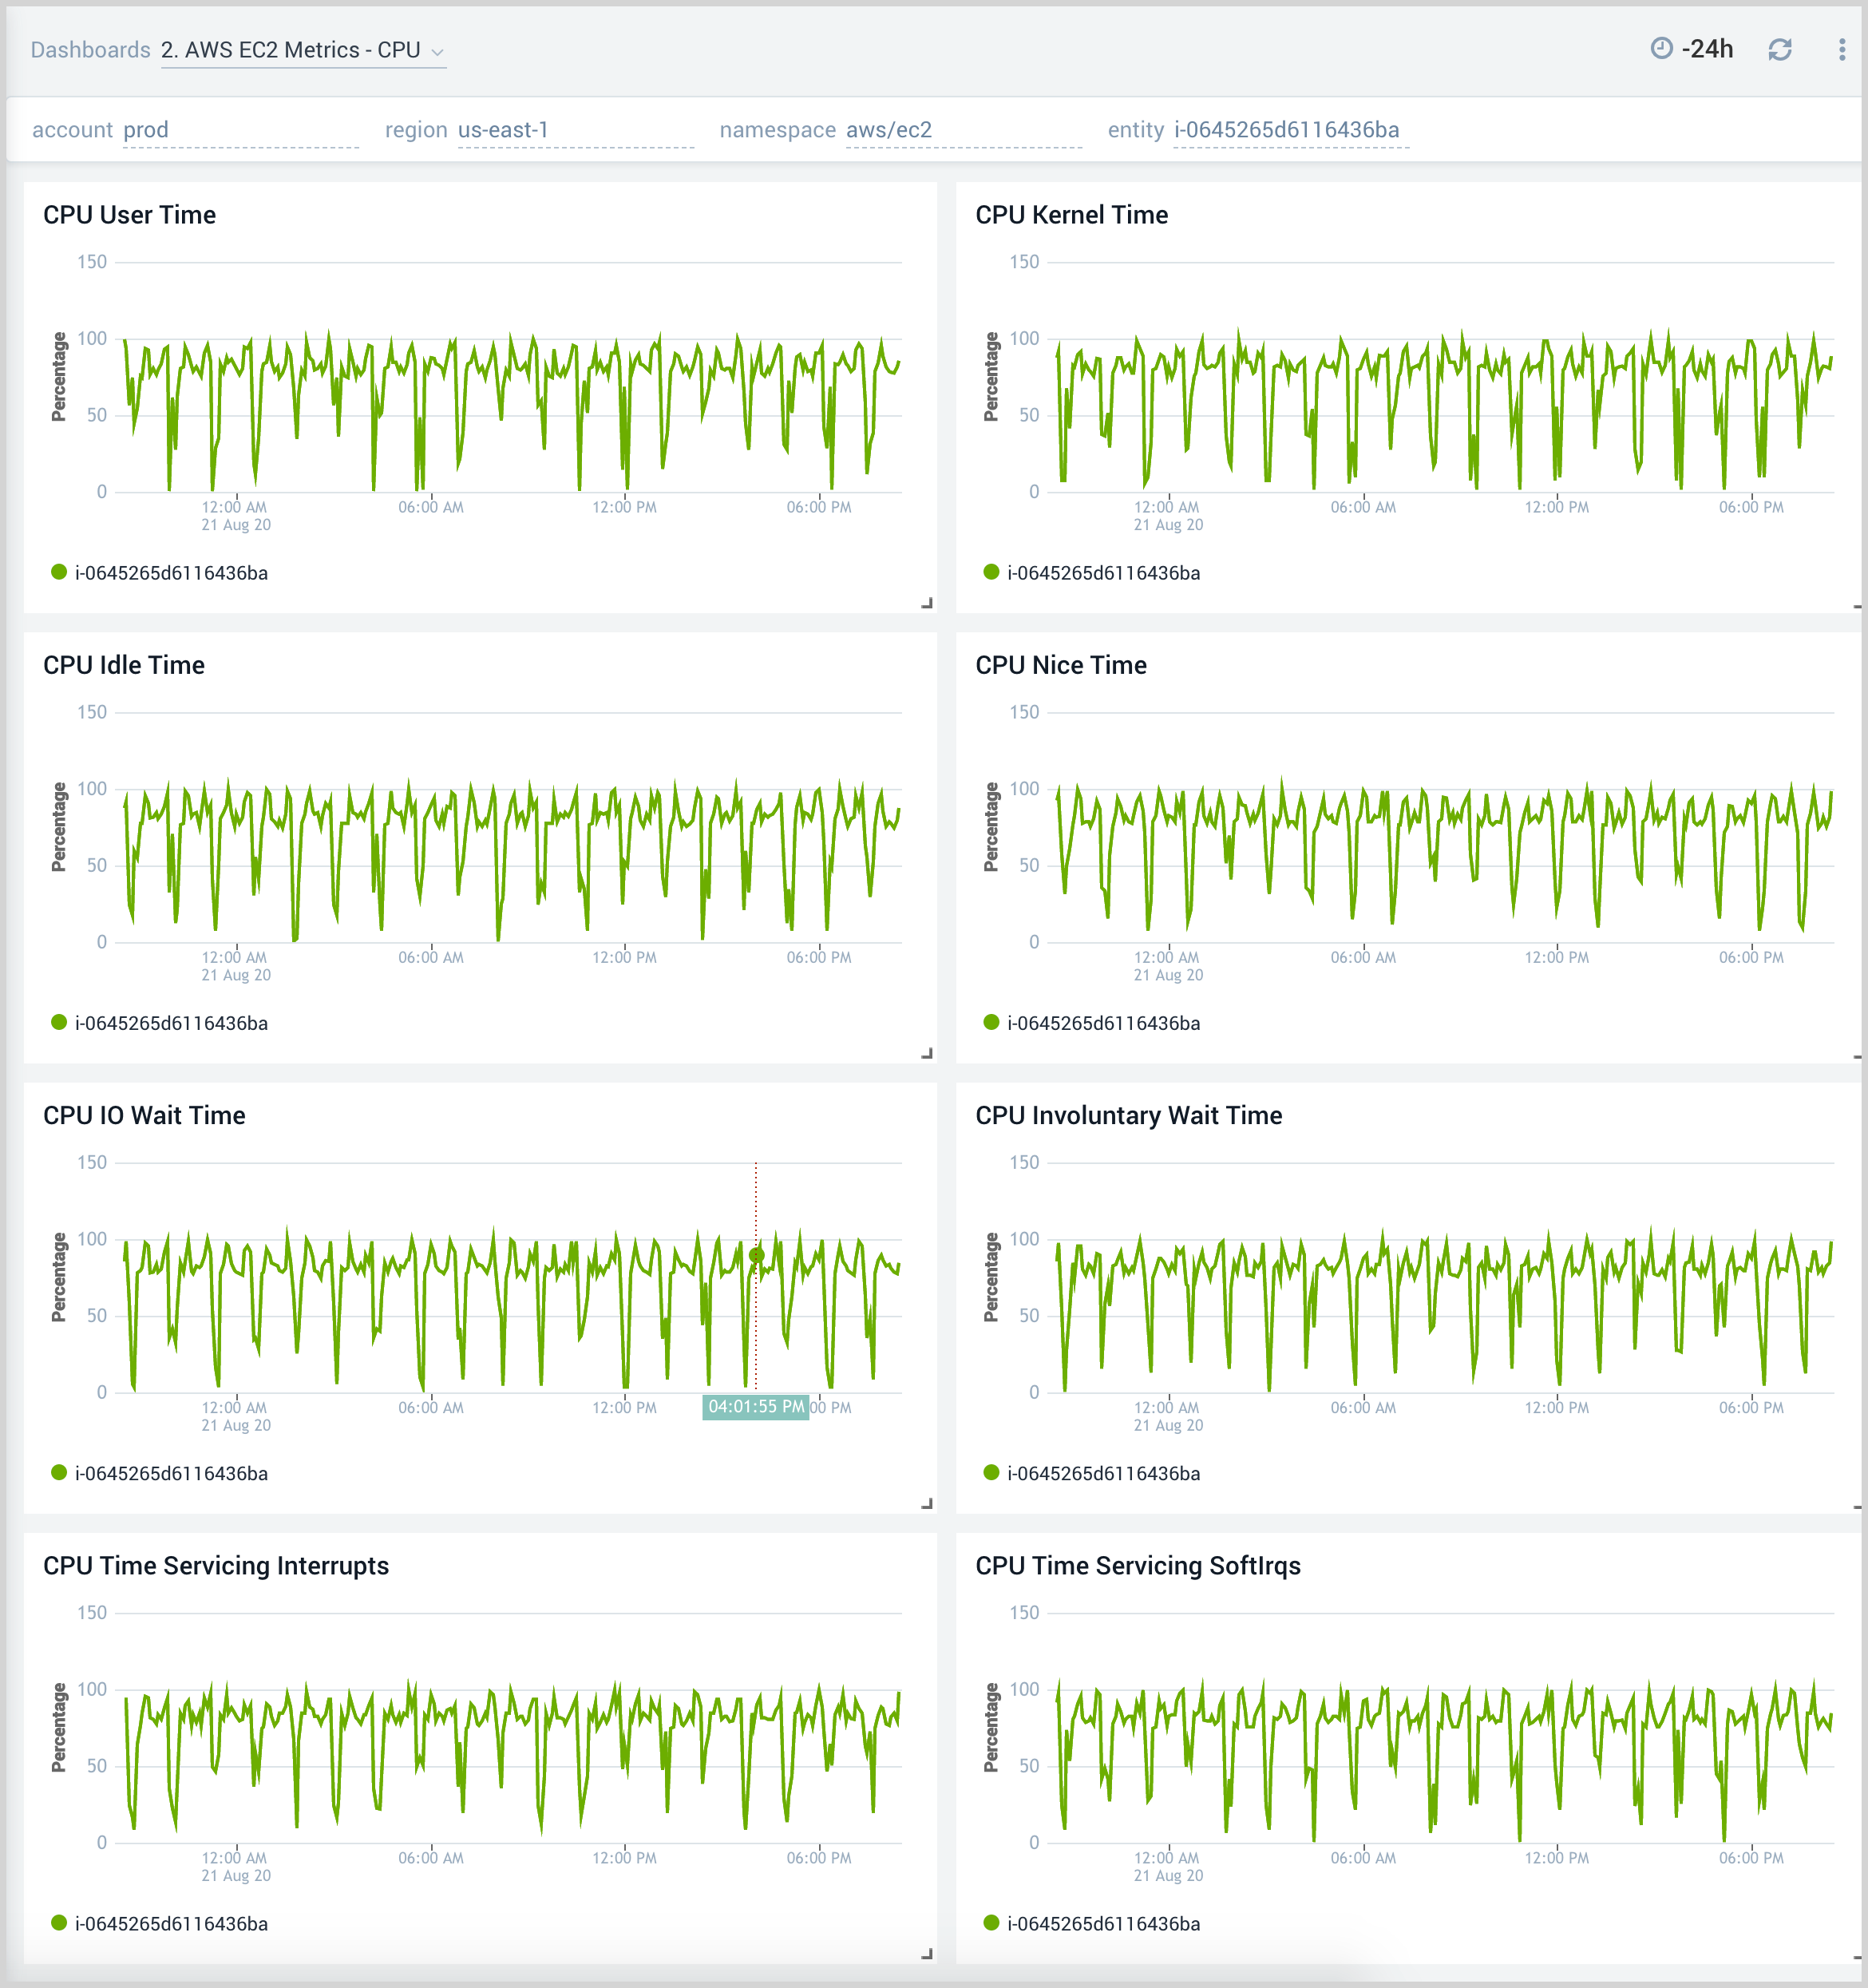 Dashboards 2. AWS EC2 Metrics - CPU -24h
account prod region us-east-1 namespace aws/ec2 entity i-0645265d6116436ba
CPU User Time
150
100
50
0
Percentage
12:00 AM 06:00 AM 12:00 PM 06:00 PM
21 Aug 20
i-0645265d6116436ba
CPU Kernel Time
150
100
50
0
Percentage
12:00 AM 06:00 AM 12:00 PM 06:00 PM
21 Aug 20
i-0645265d6116436ba
CPU Idle Time
150
100
50
0
Percentage
12:00 AM 06:00 AM 12:00 PM 06:00 PM
21 Aug 20
i-0645265d6116436ba
CPU Nice Time
150
100
50
0
Percentage
12:00 AM 06:00 AM 12:00 PM 06:00 PM
21 Aug 20
i-0645265d6116436ba
CPU IO Wait Time
150
100
50
0
Percentage
12:00 AM 06:00 AM 12:00 PM 04:01:55 PM 00 PM
21 Aug 20
i-0645265d6116436ba
CPU Involuntary Wait Time
150
100
50
0
Percentage
12:00 AM 06:00 AM 12:00 PM 06:00 PM
21 Aug 20
i-0645265d6116436ba
CPU Time Servicing Interrupts
150
100
50
0
Percentage
12:00 AM 06:00 AM 12:00 PM 06:00 PM
21 Aug 20
i-0645265d6116436ba
CPU Time Servicing SoftIrqs
150
100
50
0
Percentage
12:00 AM 06:00 AM 12:00 PM 06:00 PM
21 Aug 20
i-0645265d6116436ba